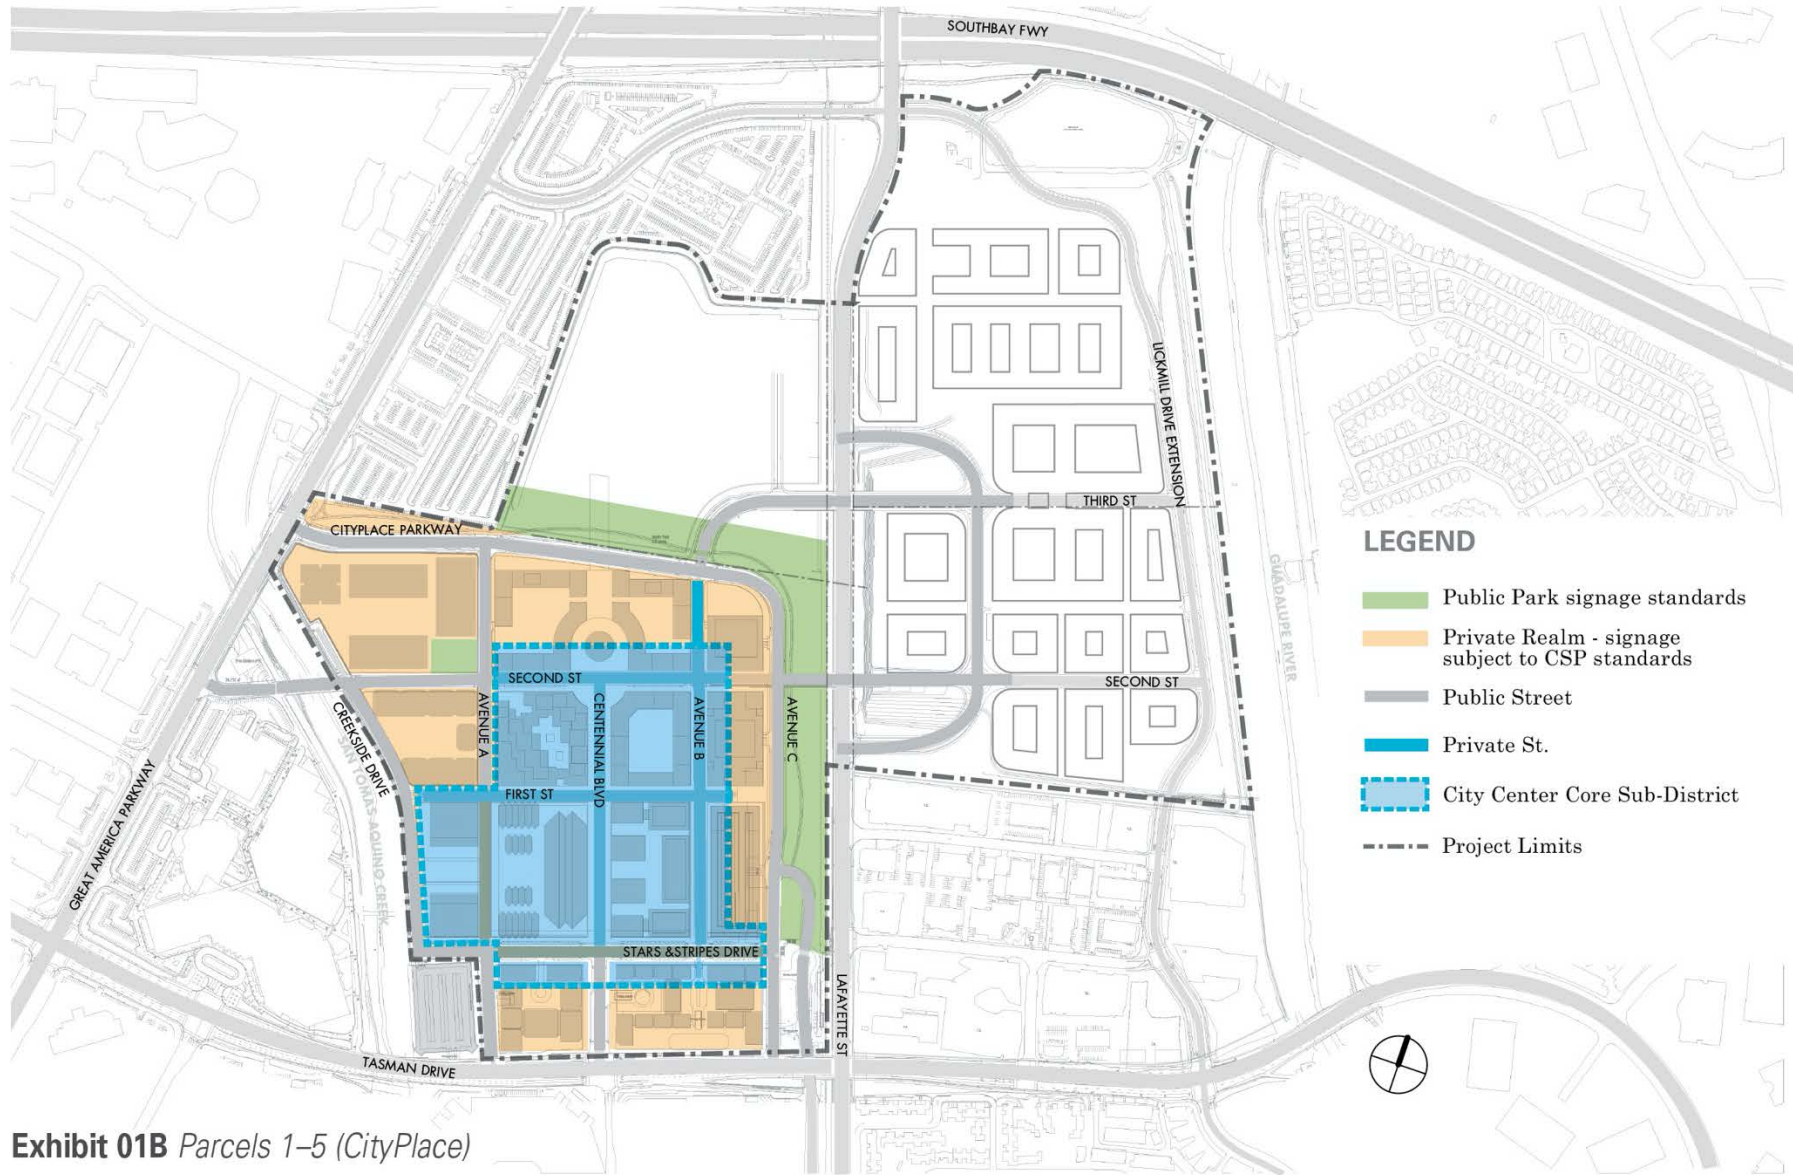 SOUTHBAY FWY
LICKMILL DRIVE EXTENSION
THIRD ST
CITYPLACE PARKWAY
LEGEND
Public Park signage standards
Private Realm - signage
subject to CSP standards
Public Street
Private St.
City Center Core Sub-District
Project Limits
GUADALUPE RIVER
SECOND ST
SECOND ST
AVENUE A
CENTENNIAL BLVD
AVENUE B
AVENUE C
CREEKSIDE DRIVE
SAN TOMAS AQUINO CREEK
FIRST ST
GREAT AMERICA PARKWAY
STARS &STRIPES DRIVE
LAFAYETTE ST
TASMAN DRIVE
Exhibit 01B Parcels 1–5 (CityPlace)